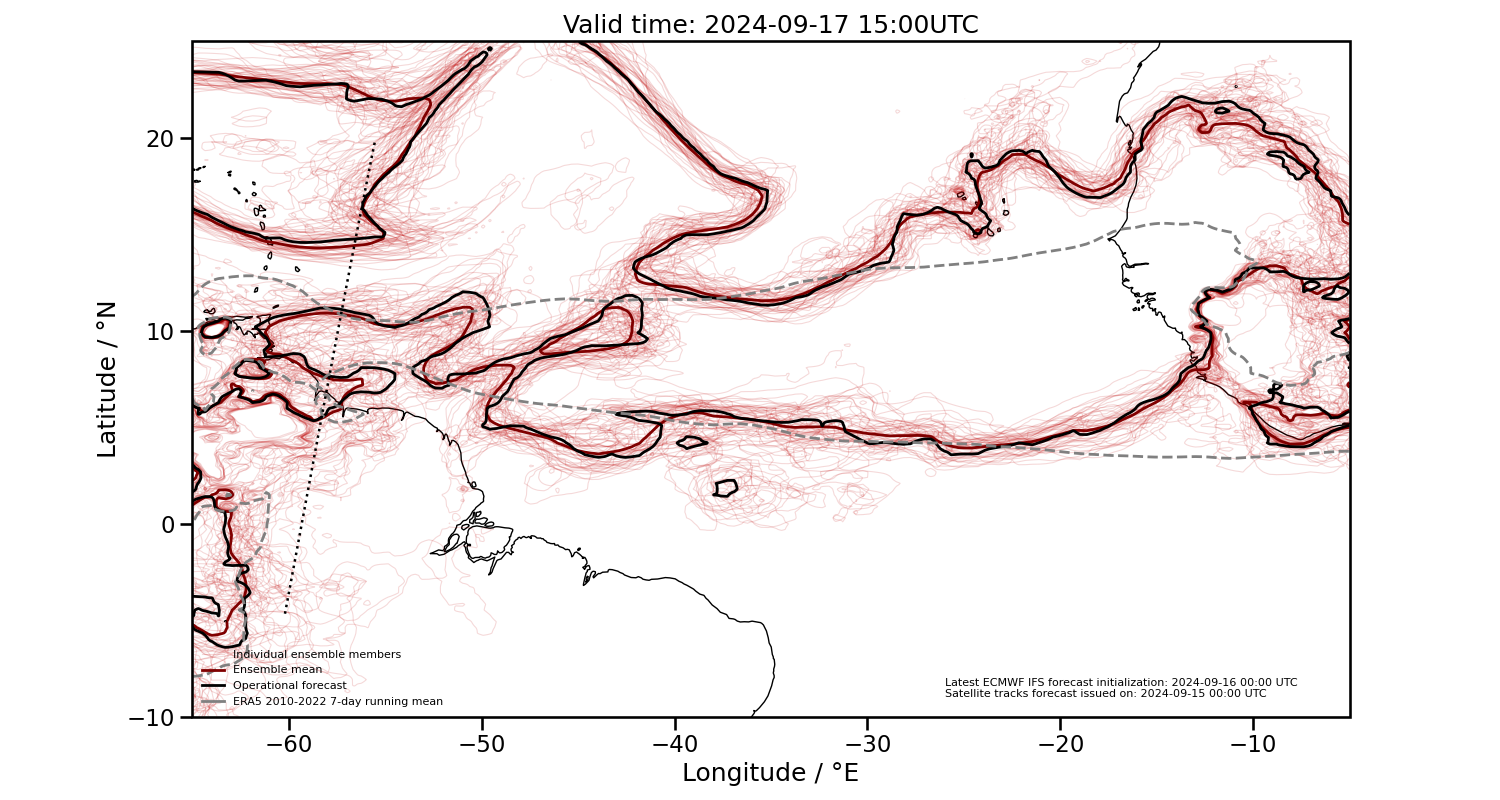 Valid time: 2024-09-17 15:00UTC
20
10
0
−10
Latitude / °N
Individual ensemble members
Ensemble mean
Operational forecast
ERA5 2010-2022 7-day running mean
Latest ECMWF IFS forecast initialization: 2024-09-16 00:00 UTC
Satellite tracks forecast issued on: 2024-09-15 00:00 UTC
−60 −50 −40 −30 −20 −10
Longitude / °E